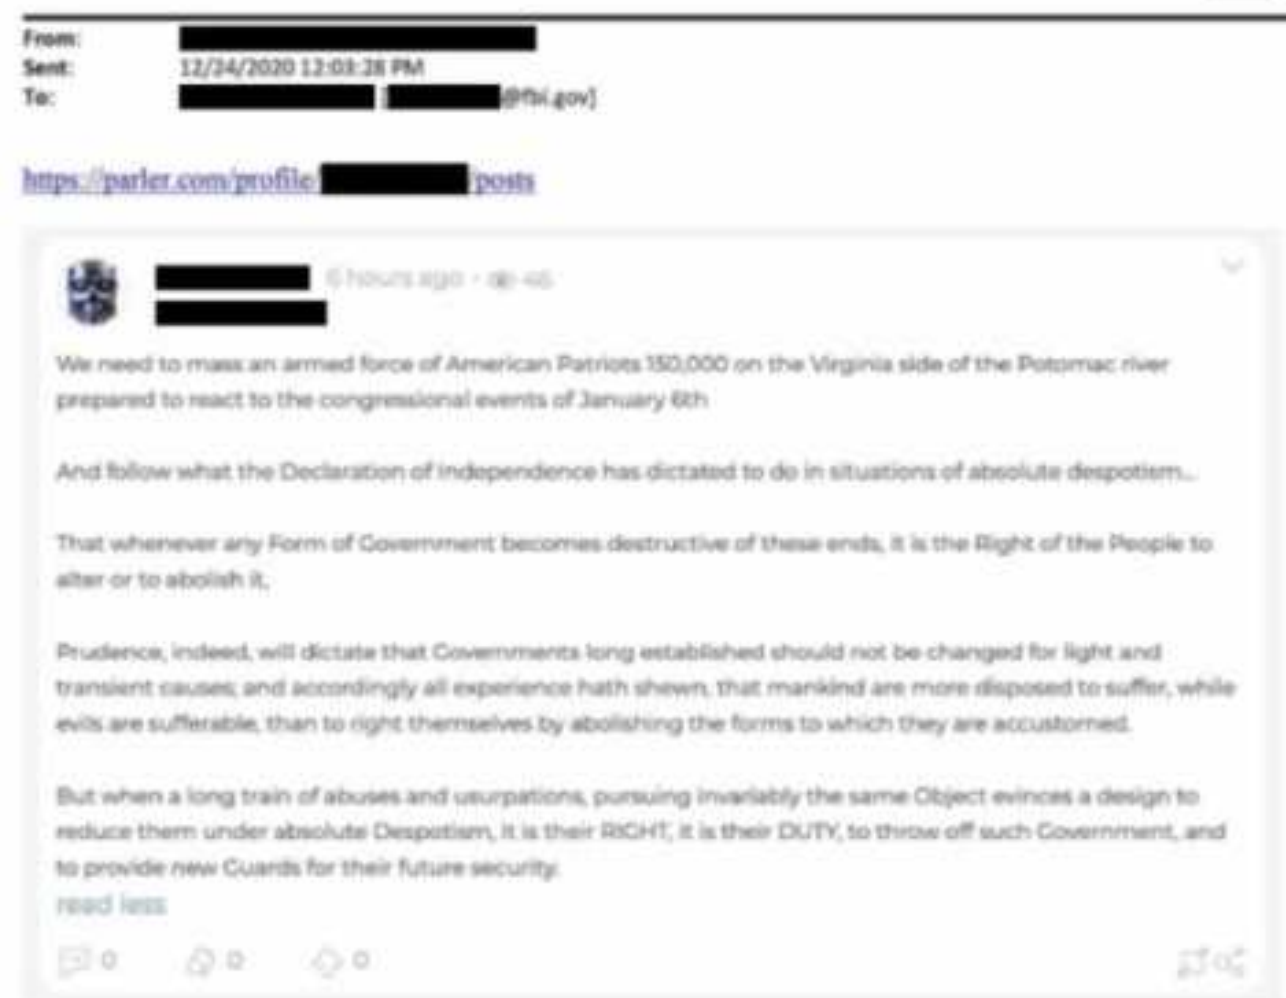 From:
Sent: 12/24/2020 12:03:28 PM
To: [ @fbi.gov]
https://parler.com/profile/ /posts
6 hours ago • 46
We need to mass an armed force of American Patriots 150,000 on the Virginia side of the Potomac river
prepared to react to the congressional events of January 6th
And follow what the Declaration of Independence has dictated to do in situations of absolute despotism...
That whenever any Form of Government becomes destructive of these ends, it is the Right of the People to
alter or to abolish it,
Prudence, indeed, will dictate that Governments long established should not be changed for light and
transient causes; and accordingly all experience hath shewn, that mankind are more disposed to suffer, while
evils are sufferable, than to right themselves by abolishing the forms to which they are accustomed.
But when a long train of abuses and usurpations, pursuing invariably the same Object evinces a design to
reduce them under absolute Despotism, it is their RIGHT, it is their DUTY, to throw off such Government, and
to provide new Guards for their future security.
read less
0 0 0